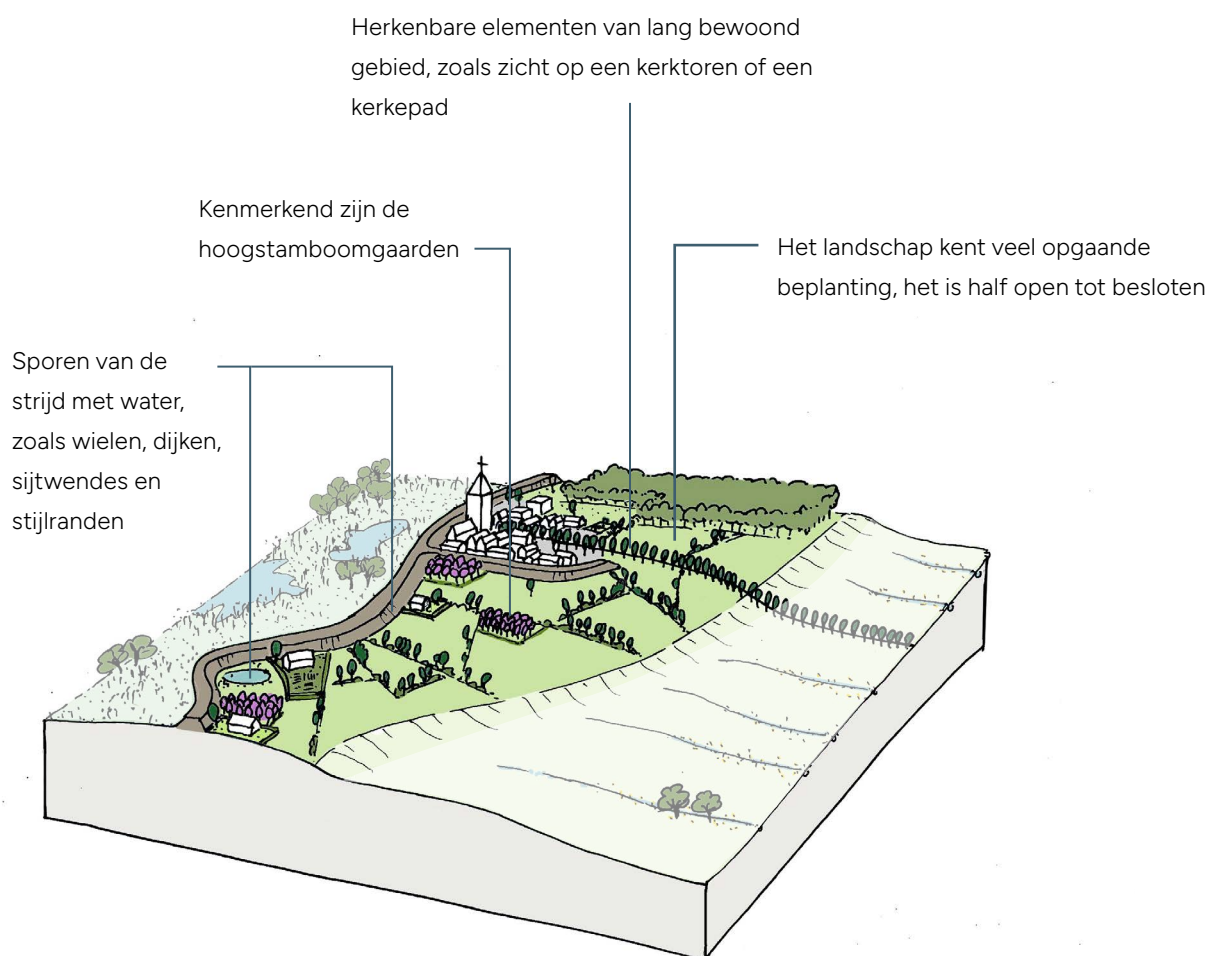 Herkenbare elementen van lang bewoond
gebied, zoals zicht op een kerktoren of een
kerkepad
Kenmerkend zijn de
hoogstamboomgaarden
Het landschap kent veel opgaande
beplanting, het is half open tot besloten
Sporen van de
strijd met water,
zoals wielen, dijken,
sijtwendes en
stijlranden